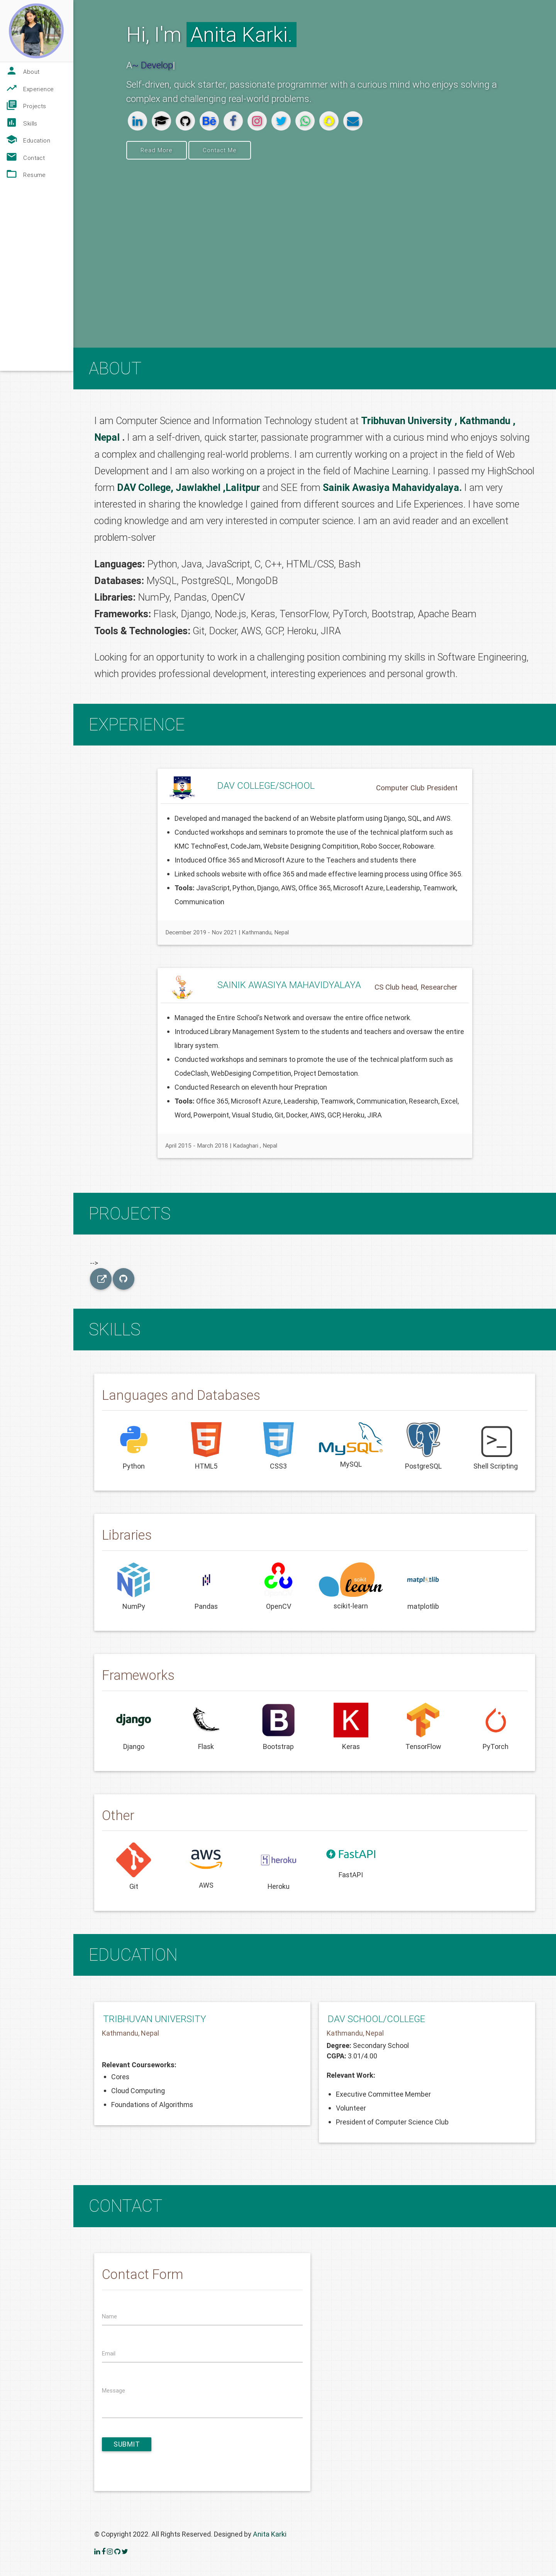 About
Experience
Projects
Skills
Education
Contact
Resume
Hi, I'm Anita Karki.
A~ Develop|
Self-driven, quick starter, passionate programmer with a curious mind who enjoys solving a
complex and challenging real-world problems.
Read More
Contact Me
ABOUT
I am Computer Science and Information Technology student at Tribhuvan University , Kathmandu ,
Nepal . I am a self-driven, quick starter, passionate programmer with a curious mind who enjoys solving
a complex and challenging real-world problems. I am currently working on a project in the field of Web
Development and I am also working on a project in the field of Machine Learning. I passed my HighSchool
form DAV College, Jawlakhel ,Lalitpur and SEE from Sainik Awasiya Mahavidyalaya. I am very
interested in sharing the knowledge I gained from different sources and Life Experiences. I have some
coding knowledge and am very interested in computer science. I am an avid reader and an excellent
problem-solver
Languages: Python, Java, JavaScript, C, C++, HTML/CSS, Bash
Databases: MySQL, PostgreSQL, MongoDB
Libraries: NumPy, Pandas, OpenCV
Frameworks: Flask, Django, Node.js, Keras, TensorFlow, PyTorch, Bootstrap, Apache Beam
Tools & Technologies: Git, Docker, AWS, GCP, Heroku, JIRA
Looking for an opportunity to work in a challenging position combining my skills in Software Engineering,
which provides professional development, interesting experiences and personal growth.
EXPERIENCE
DAV COLLEGE/SCHOOL
Computer Club President
Developed and managed the backend of an Website platform using Django, SQL, and AWS.
Conducted workshops and seminars to promote the use of the technical platform such as
KMC TechnoFest, CodeJam, Website Designing Compitition, Robo Soccer, Roboware.
Intoduced Office 365 and Microsoft Azure to the Teachers and students there
Linked schools website with office 365 and made effective learning process using Office 365.
Tools: JavaScript, Python, Django, AWS, Office 365, Microsoft Azure, Leadership, Teamwork,
Communication
December 2019 - Nov 2021 | Kathmandu, Nepal
SAINIK AWASIYA MAHAVIDYALAYA
CS Club head, Researcher
Managed the Entire School's Network and oversaw the entire office network.
Introduced Library Management System to the students and teachers and oversaw the entire
library system.
Conducted workshops and seminars to promote the use of the technical platform such as
CodeClash, WebDesiging Competition, Project Demostation.
Conducted Research on eleventh hour Prepration
Tools: Office 365, Microsoft Azure, Leadership, Teamwork, Communication, Research, Excel,
Word, Powerpoint, Visual Studio, Git, Docker, AWS, GCP, Heroku, JIRA
April 2015 - March 2018 | Kadaghari , Nepal
PROJECTS
-->
SKILLS
Languages and Databases
MySQL
Python
HTML5
CSS3
MySQL
PostgreSQL
Shell Scripting
Libraries
scikit
learn
matplotlib
NumPy
Pandas
OpenCV
scikit-learn
matplotlib
Frameworks
django
B
K
Django
Flask
Bootstrap
Keras
TensorFlow
PyTorch
Other
aws
heroku
FastAPI
Git
AWS
Heroku
FastAPI
EDUCATION
TRIBHUVAN UNIVERSITY
Kathmandu, Nepal
Relevant Courseworks:
Cores
Cloud Computing
Foundations of Algorithms
DAV SCHOOL/COLLEGE
Kathmandu, Nepal
Degree: Secondary School
CGPA: 3.01/4.00
Relevant Work:
Executive Committee Member
Volunteer
President of Computer Science Club
CONTACT
Contact Form
Name
Email
Message
SUBMIT
© Copyright 2022. All Rights Reserved. Designed by Anita Karki